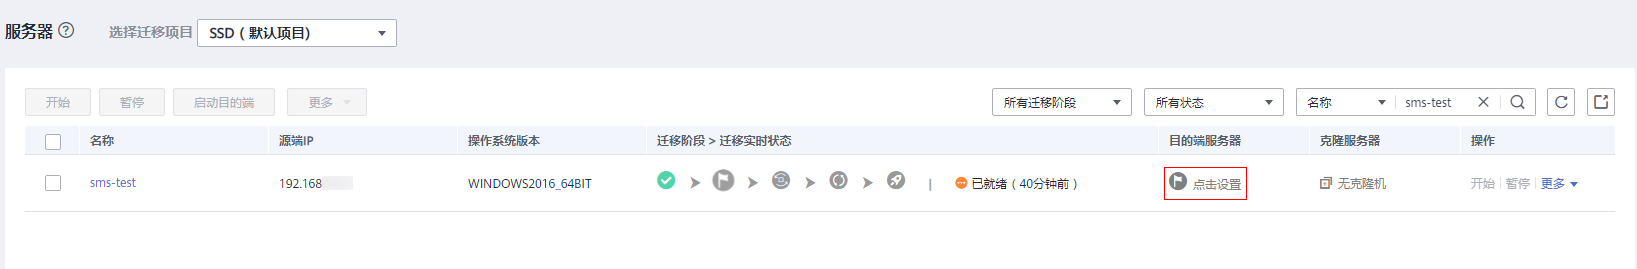 服务器 ? 选择迁移项目 SSD（默认项目）
开始 暂停 启动目的端 更多 所有迁移阶段 所有状态 名称 sms-test
名称 源端IP 操作系统版本 迁移阶段 > 迁移实时状态 目的端服务器 克隆服务器 操作
sms-test 192.168 WINDOWS2016_64BIT | 已就绪（40分钟前） 点击设置 无克隆机 开始 | 暂停 | 更多